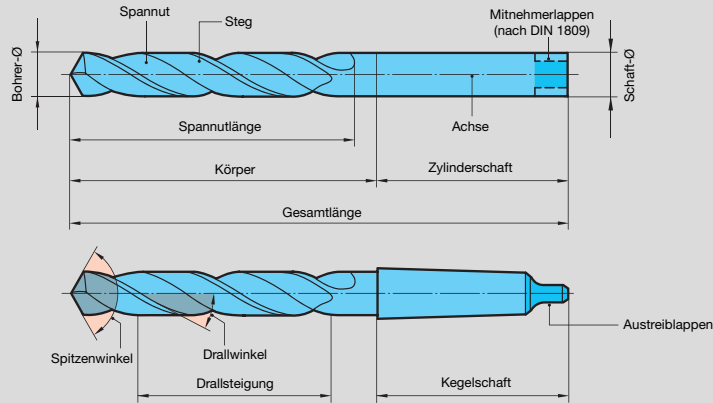 Spannut
Steg
Mitnehmerlappen
(nach DIN 1809)
Bohrer-Ø
Schaft-Ø
Spannutlänge
Achse
Körper
Zylinderschaft
Gesamtlänge
Spitzenwinkel
Drallwinkel
Austreiblappen
Drallsteigung
Kegelschaft